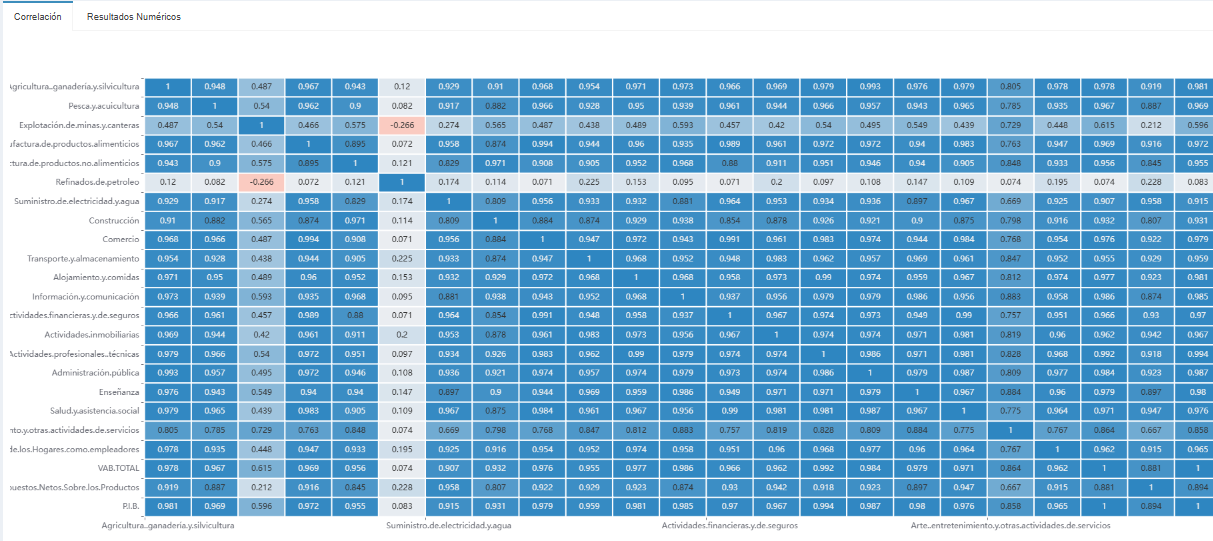 Correlación Resultados Numéricos
Agricultura..ganadería.y.silvicultura 1 0.948 0.487 0.967 0.943 0.12 0.929 0.91 0.968 0.954 0.971 0.973 0.966 0.969 0.979 0.993 0.976 0.979 0.805 0.978 0.978 0.919 0.981
Pesca.y.acuicultura 0.948 1 0.54 0.962 0.9 0.082 0.917 0.882 0.966 0.928 0.95 0.939 0.961 0.944 0.966 0.957 0.943 0.965 0.785 0.935 0.967 0.887 0.969
Explotación.de.minas.y.canteras 0.487 0.54 1 0.466 0.575 -0.266 0.274 0.565 0.487 0.438 0.489 0.593 0.457 0.42 0.54 0.495 0.549 0.439 0.729 0.448 0.615 0.212 0.596
ufactura.de.productos.alimenticios 0.967 0.962 0.466 1 0.895 0.072 0.958 0.874 0.994 0.944 0.96 0.935 0.989 0.961 0.972 0.972 0.94 0.983 0.763 0.947 0.969 0.916 0.972
ctura.de.productos.no.alimenticios 0.943 0.9 0.575 0.895 1 0.121 0.829 0.971 0.908 0.905 0.952 0.968 0.88 0.911 0.951 0.946 0.94 0.905 0.848 0.933 0.956 0.845 0.955
Refinados.de.petroleo 0.12 0.082 -0.266 0.072 0.121 1 0.174 0.114 0.071 0.225 0.153 0.095 0.071 0.2 0.097 0.108 0.147 0.109 0.074 0.195 0.074 0.228 0.083
Suministro.de.electricidad.y.agua 0.929 0.917 0.274 0.958 0.829 0.174 1 0.809 0.956 0.933 0.932 0.881 0.964 0.953 0.934 0.936 0.897 0.967 0.669 0.925 0.907 0.958 0.915
Construcción 0.91 0.882 0.565 0.874 0.971 0.114 0.809 1 0.884 0.874 0.929 0.938 0.854 0.878 0.926 0.921 0.9 0.875 0.798 0.916 0.932 0.807 0.931
Comercio 0.968 0.966 0.487 0.994 0.908 0.071 0.956 0.884 1 0.947 0.972 0.943 0.991 0.961 0.983 0.974 0.944 0.984 0.768 0.954 0.976 0.922 0.979
Transporte.y.almacenamiento 0.954 0.928 0.438 0.944 0.905 0.225 0.933 0.874 0.947 1 0.968 0.952 0.948 0.983 0.962 0.957 0.969 0.961 0.847 0.952 0.955 0.929 0.959
Alojamiento.y.comidas 0.971 0.95 0.489 0.96 0.952 0.153 0.932 0.929 0.972 0.968 1 0.968 0.958 0.973 0.99 0.974 0.959 0.967 0.812 0.974 0.977 0.923 0.981
Información.y.comunicación 0.973 0.939 0.593 0.935 0.968 0.095 0.881 0.938 0.943 0.952 0.968 1 0.937 0.956 0.979 0.979 0.986 0.956 0.883 0.958 0.986 0.874 0.985
ctividades.financieras.y.de.seguros 0.966 0.961 0.457 0.989 0.88 0.071 0.964 0.854 0.991 0.948 0.958 0.937 1 0.967 0.974 0.973 0.949 0.99 0.757 0.951 0.966 0.93 0.97
Actividades.inmobiliarias 0.969 0.944 0.42 0.961 0.911 0.2 0.953 0.878 0.961 0.983 0.973 0.956 0.967 1 0.974 0.974 0.971 0.981 0.819 0.96 0.962 0.942 0.967
Actividades.profesionales..técnicas 0.979 0.966 0.54 0.972 0.951 0.097 0.934 0.926 0.983 0.962 0.99 0.979 0.974 0.974 1 0.986 0.971 0.981 0.828 0.968 0.992 0.918 0.994
Administración.pública 0.993 0.957 0.495 0.972 0.946 0.108 0.936 0.921 0.974 0.957 0.974 0.979 0.973 0.974 0.986 1 0.979 0.987 0.809 0.977 0.984 0.923 0.987
Enseñanza 0.976 0.943 0.549 0.94 0.94 0.147 0.897 0.9 0.944 0.969 0.959 0.986 0.949 0.971 0.971 0.979 1 0.967 0.884 0.96 0.979 0.897 0.98
Salud.y.asistencia.social 0.979 0.965 0.439 0.983 0.905 0.109 0.967 0.875 0.984 0.961 0.967 0.956 0.99 0.981 0.981 0.987 0.967 1 0.775 0.964 0.971 0.947 0.976
nto.y.otras.actividades.de.servicios 0.805 0.785 0.729 0.763 0.848 0.074 0.669 0.798 0.768 0.847 0.812 0.883 0.757 0.819 0.828 0.809 0.884 0.775 1 0.767 0.864 0.667 0.858
de.los.Hogares.como.empleadores 0.978 0.935 0.448 0.947 0.933 0.195 0.925 0.916 0.954 0.952 0.974 0.958 0.951 0.96 0.968 0.977 0.96 0.964 0.767 1 0.962 0.915 0.965
VAB.TOTAL 0.978 0.967 0.615 0.969 0.956 0.074 0.907 0.932 0.976 0.955 0.977 0.986 0.966 0.962 0.992 0.984 0.979 0.971 0.864 0.962 1 0.881 1
puestos.Netos.Sobre.los.Productos 0.919 0.887 0.212 0.916 0.845 0.228 0.958 0.807 0.922 0.929 0.923 0.874 0.93 0.942 0.918 0.923 0.897 0.947 0.667 0.915 0.881 1 0.894
P.I.B. 0.981 0.969 0.596 0.972 0.955 0.083 0.915 0.931 0.979 0.959 0.981 0.985 0.97 0.967 0.994 0.987 0.98 0.976 0.858 0.965 1 0.894 1
Agricultura..ganadería.y.silvicultura Suministro.de.electricidad.y.agua Actividades.financieras.y.de.seguros Arte..entretenimiento.y.otras.actividades.de.servicios